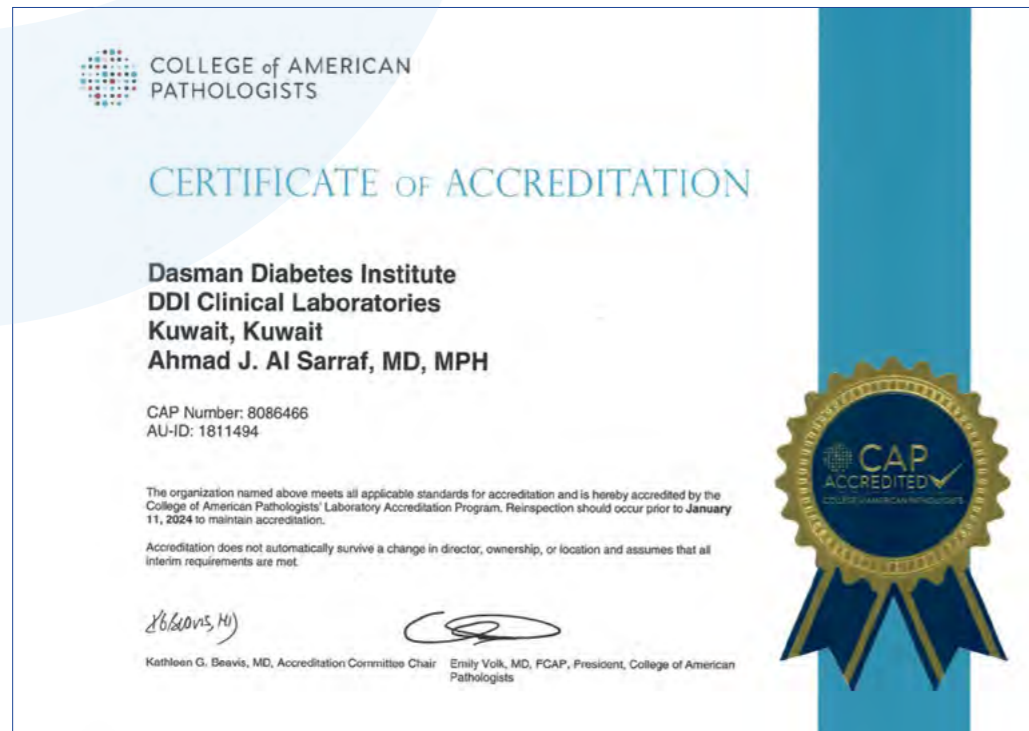 COLLEGE of AMERICAN
PATHOLOGISTS
CERTIFICATE OF ACCREDITATION
Dasman Diabetes Institute
DDI Clinical Laboratories
Kuwait, Kuwait
Ahmad J. Al Sarraf, MD, MPH
CAP Number: 8086466
AU-ID: 1811494
The organization named above meets all applicable standards for accreditation and is hereby accredited by the
College of American Pathologists' Laboratory Accreditation Program. Reinspection should occur prior to January
11, 2024 to maintain accreditation.
Accreditation does not automatically survive a change in director, ownership, or location and assumes that all
interim requirements are met.
CAP
ACCREDITED
COLLEGE of AMERICAN PATHOLOGISTS
Kathleen G. Beavis, MD, Accreditation Committee Chair
Emily Volk, MD, FCAP, President, College of American
Pathologists